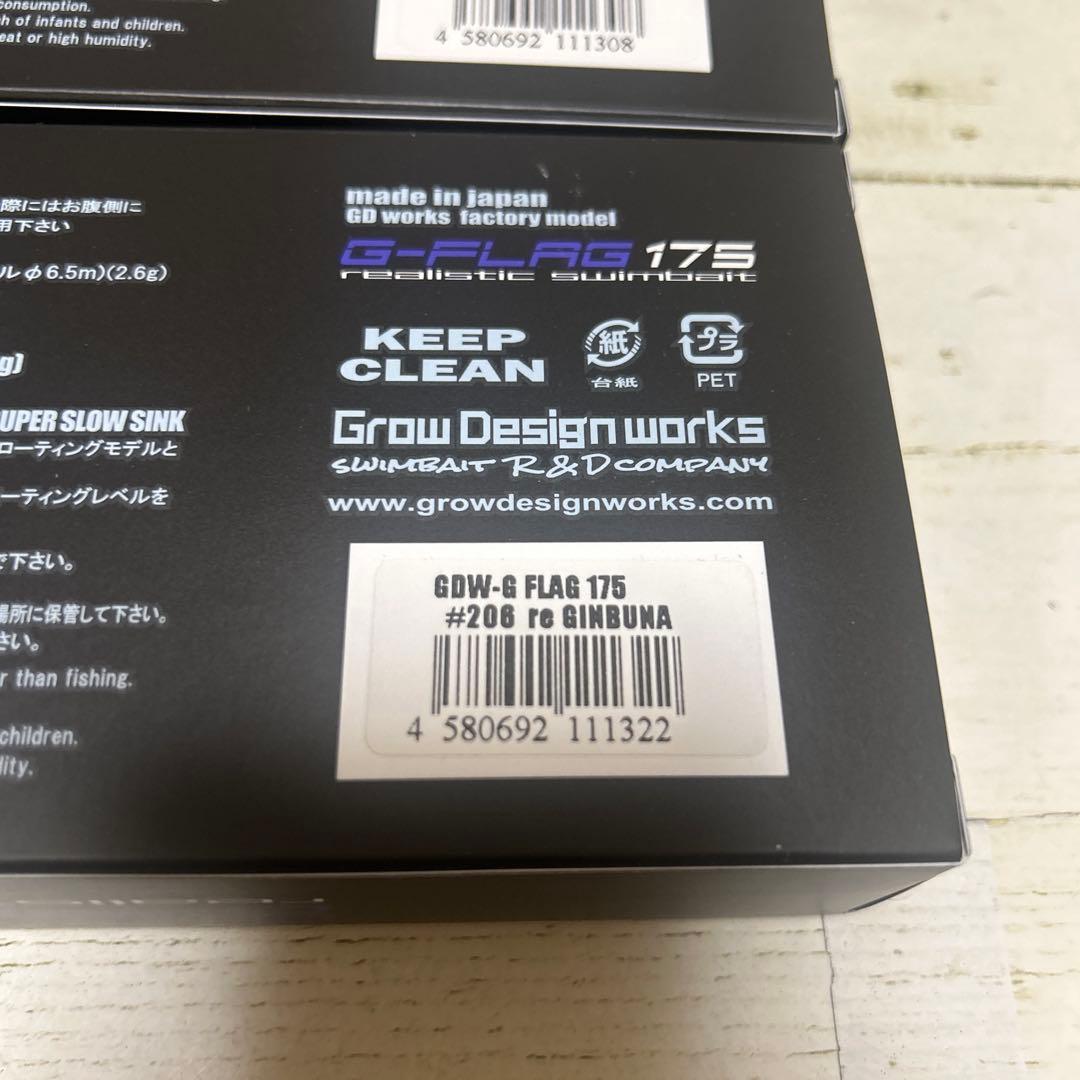 consumption.
ch of infants and children.
eat or high humidity.
4 580692 111308
際にはお腹側に
用下さい
ル φ6.5m)(2.6g)
g)
SUPER SLOW SINK
ローティングモデルと
ーティングレベルを
で下さい。
場所に保管して下さい。
さい。
r than fishing.
children.
dity.
made in japan
GD works factory model
G-FLAG 175
realistic swimbait
KEEP
CLEAN
紙
台紙
プラ
PET
Grow Design works
SWIMBAIT R&D COMPANY
www.growdesignworks.com
GDW-G FLAG 175
#206 re GINBUNA
4 580692 111322